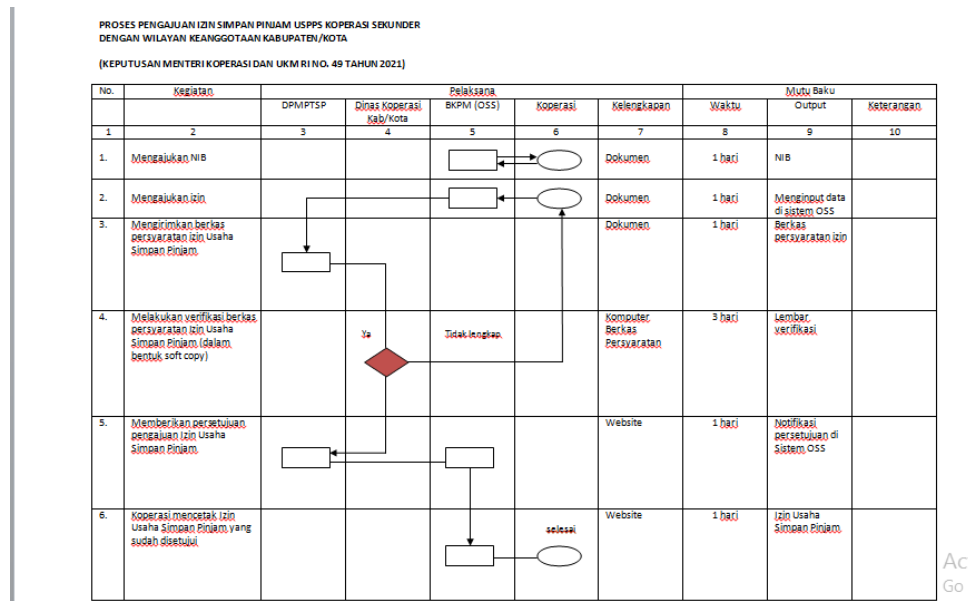 PROSES PENGAJUAN IZIN SIMPAN PINJAM USPPS KOPERASI SEKUNDER
DENGAN WILAYAN KEANGGOTAAN KABUPATEN/KOTA
(KEPUTUSAN MENTERI KOPERASI DAN UKM RI NO. 49 TAHUN 2021)
No. Kegiatan Pelaksana Mutu Baku
DPMPTSP Dinas Koperasi BKPM (OSS) Koperasi Kelengkapan Waktu Output Keterangan
Kab/Kota
1 2 3 4 5 6 7 8 9 10
1. Mengajukan NIB Dokumen 1 hari NIB
2. Mengajukan izin Dokumen 1 hari Menginput data
di sistem OSS
3. Mengirimkan berkas Dokumen 1 hari Berkas
persyaratan izin Usaha persyaratan izin
Simpan Pinjam
4. Melakukan verifikasi berkas Komputer 3 hari Lembar
persyaratan Izin Usaha Ya Tidak lengkap Berkas verifikasi
Simpan Pinjam (dalam Persyaratan
bentuk soft copy)
5. Memberikan persetujuan Website 1 hari Notifikasi
pengajuan Izin Usaha persetujuan di
Simpan Pinjam Sistem OSS
6. Koperasi mencetak Izin Website 1 hari Izin Usaha
Usaha Simpan Pinjam yang selesai Simpan Pinjam
sudah disetujui
Ac
Go